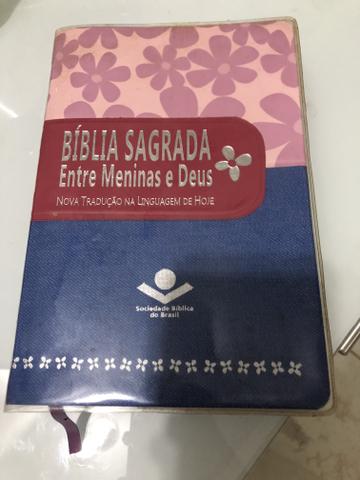 BÍBLIA SAGRADA
Entre Meninas e Deus
NOVA TRADUÇÃO NA LINGUAGEM DE HOJE
Sociedade Bíblica
do Brasil